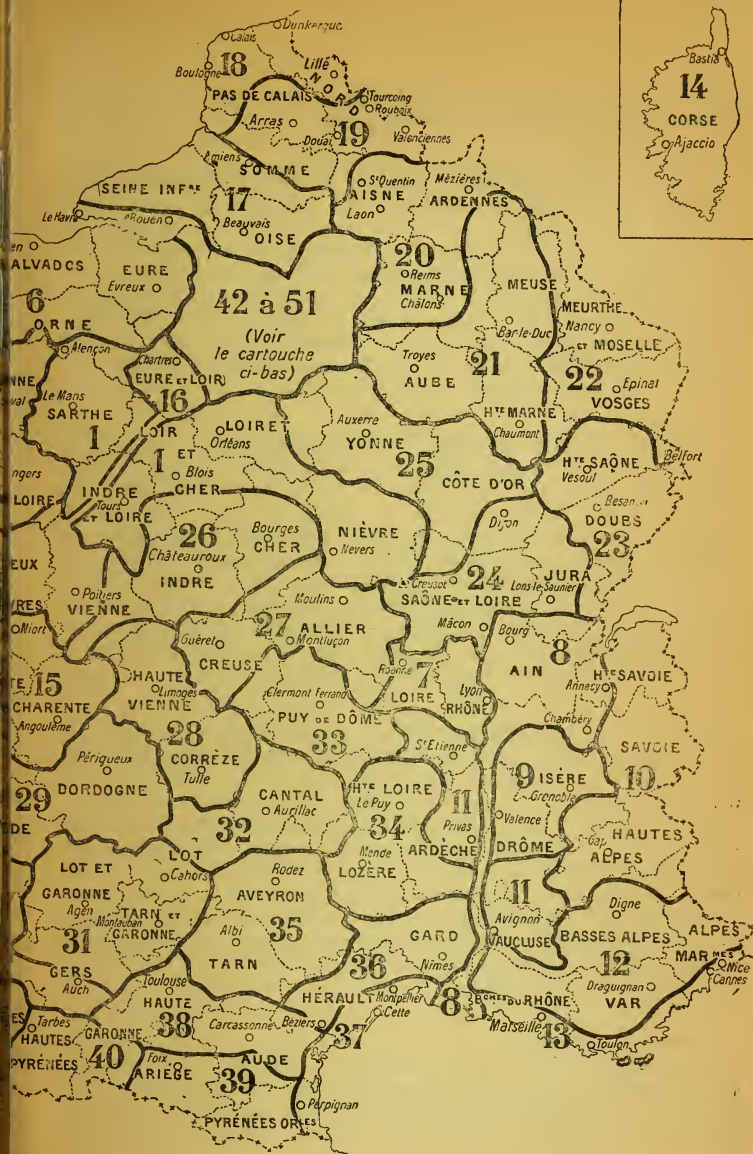 Dunkerque
Calais
Boulogne
18
Lille
NORD
PAS DE CALAIS
Tourcoing
Roubaix
Arras
Douai
19
Valenciennes
Amiens
SOMME
Bastia
14
CORSE
Ajaccio
SEINE INFRE
17
St Quentin
AISNE
Laon
Mézières
ARDENNES
Le Havre
Rouen
Beauvais
OISE
20
Reims
MARNE
Châlons
ALVADOS
EURE
Evreux
42 à 51
(Voir
le cartouche
ci-bas)
MEUSE
MEURTHE
Nancy
ET MOSELLE
Bar-le-Duc
6
ORNE
Alençon
Troyes
AUBE
21
22
Epinal
VOSGES
Chartres
EURE ET LOIR
16
Le Mans
SARTHE
1
HTE MARNE
Chaumont
LOIRET
Orléans
LOIR
1 ET
Blois
CHER
Auxerre
YONNE
25
CÔTE D'OR
HTE SAÔNE
Vesoul
Belfort
ngers
LOIRE
INDRE
Tours
ET LOIRE
Dijon
DOUBS
23
26
Châteauroux
INDRE
Bourges
CHER
NIÈVRE
Nevers
EUX
VRES
Niort
Poitiers
VIENNE
Moulins
Creusot
24
SAÔNE ET LOIRE
Lons le Saunier
JURA
27
ALLIER
Montluçon
Mâcon
Bourg
8
Guéret
CREUSE
AIN
HTE SAVOIE
Annecy
15
CHARENTE
Angoulême
HAUTE
Limoges
VIENNE
Roanne
7
LOIRE
Lyon
RHÔNE
Clermont Ferrand
PUY DE DÔME
33
Chambéry
SAVOIE
10
28
CORRÈZE
Tulle
St Etienne
Périgueux
29
DORDOGNE
9
ISÈRE
Grenoble
CANTAL
Aurillac
32
HTE LOIRE
Le Puy
34
11
Privas
ARDÈCHE
Valence
DRÔME
HAUTES
Gap
ALPES
DE
LOT
Cahors
Mende
LOZÈRE
LOT ET
GARONNE
Agen
Montauban
TARN ET
GARONNE
31
Rodez
AVEYRON
35
Albi
TARN
11
Avignon
VAUCLUSE
Digne
BASSES ALPES
12
ALPES
MARMES
Nice
Cannes
GARD
Nîmes
36
GERS
Auch
Toulouse
HAUTE
38
GARONNE
40
HÉRAULT
Montpellier
Cette
8
BCHES DU RHÔNE
Draguignan
VAR
Marseille
13
Toulon
Tarbes
HAUTES
PYRÉNÉES
Carcassonne
Béziers
37
Foix
ARIÈGE
AUDE
39
Perpignan
PYRÉNÉES ORLES